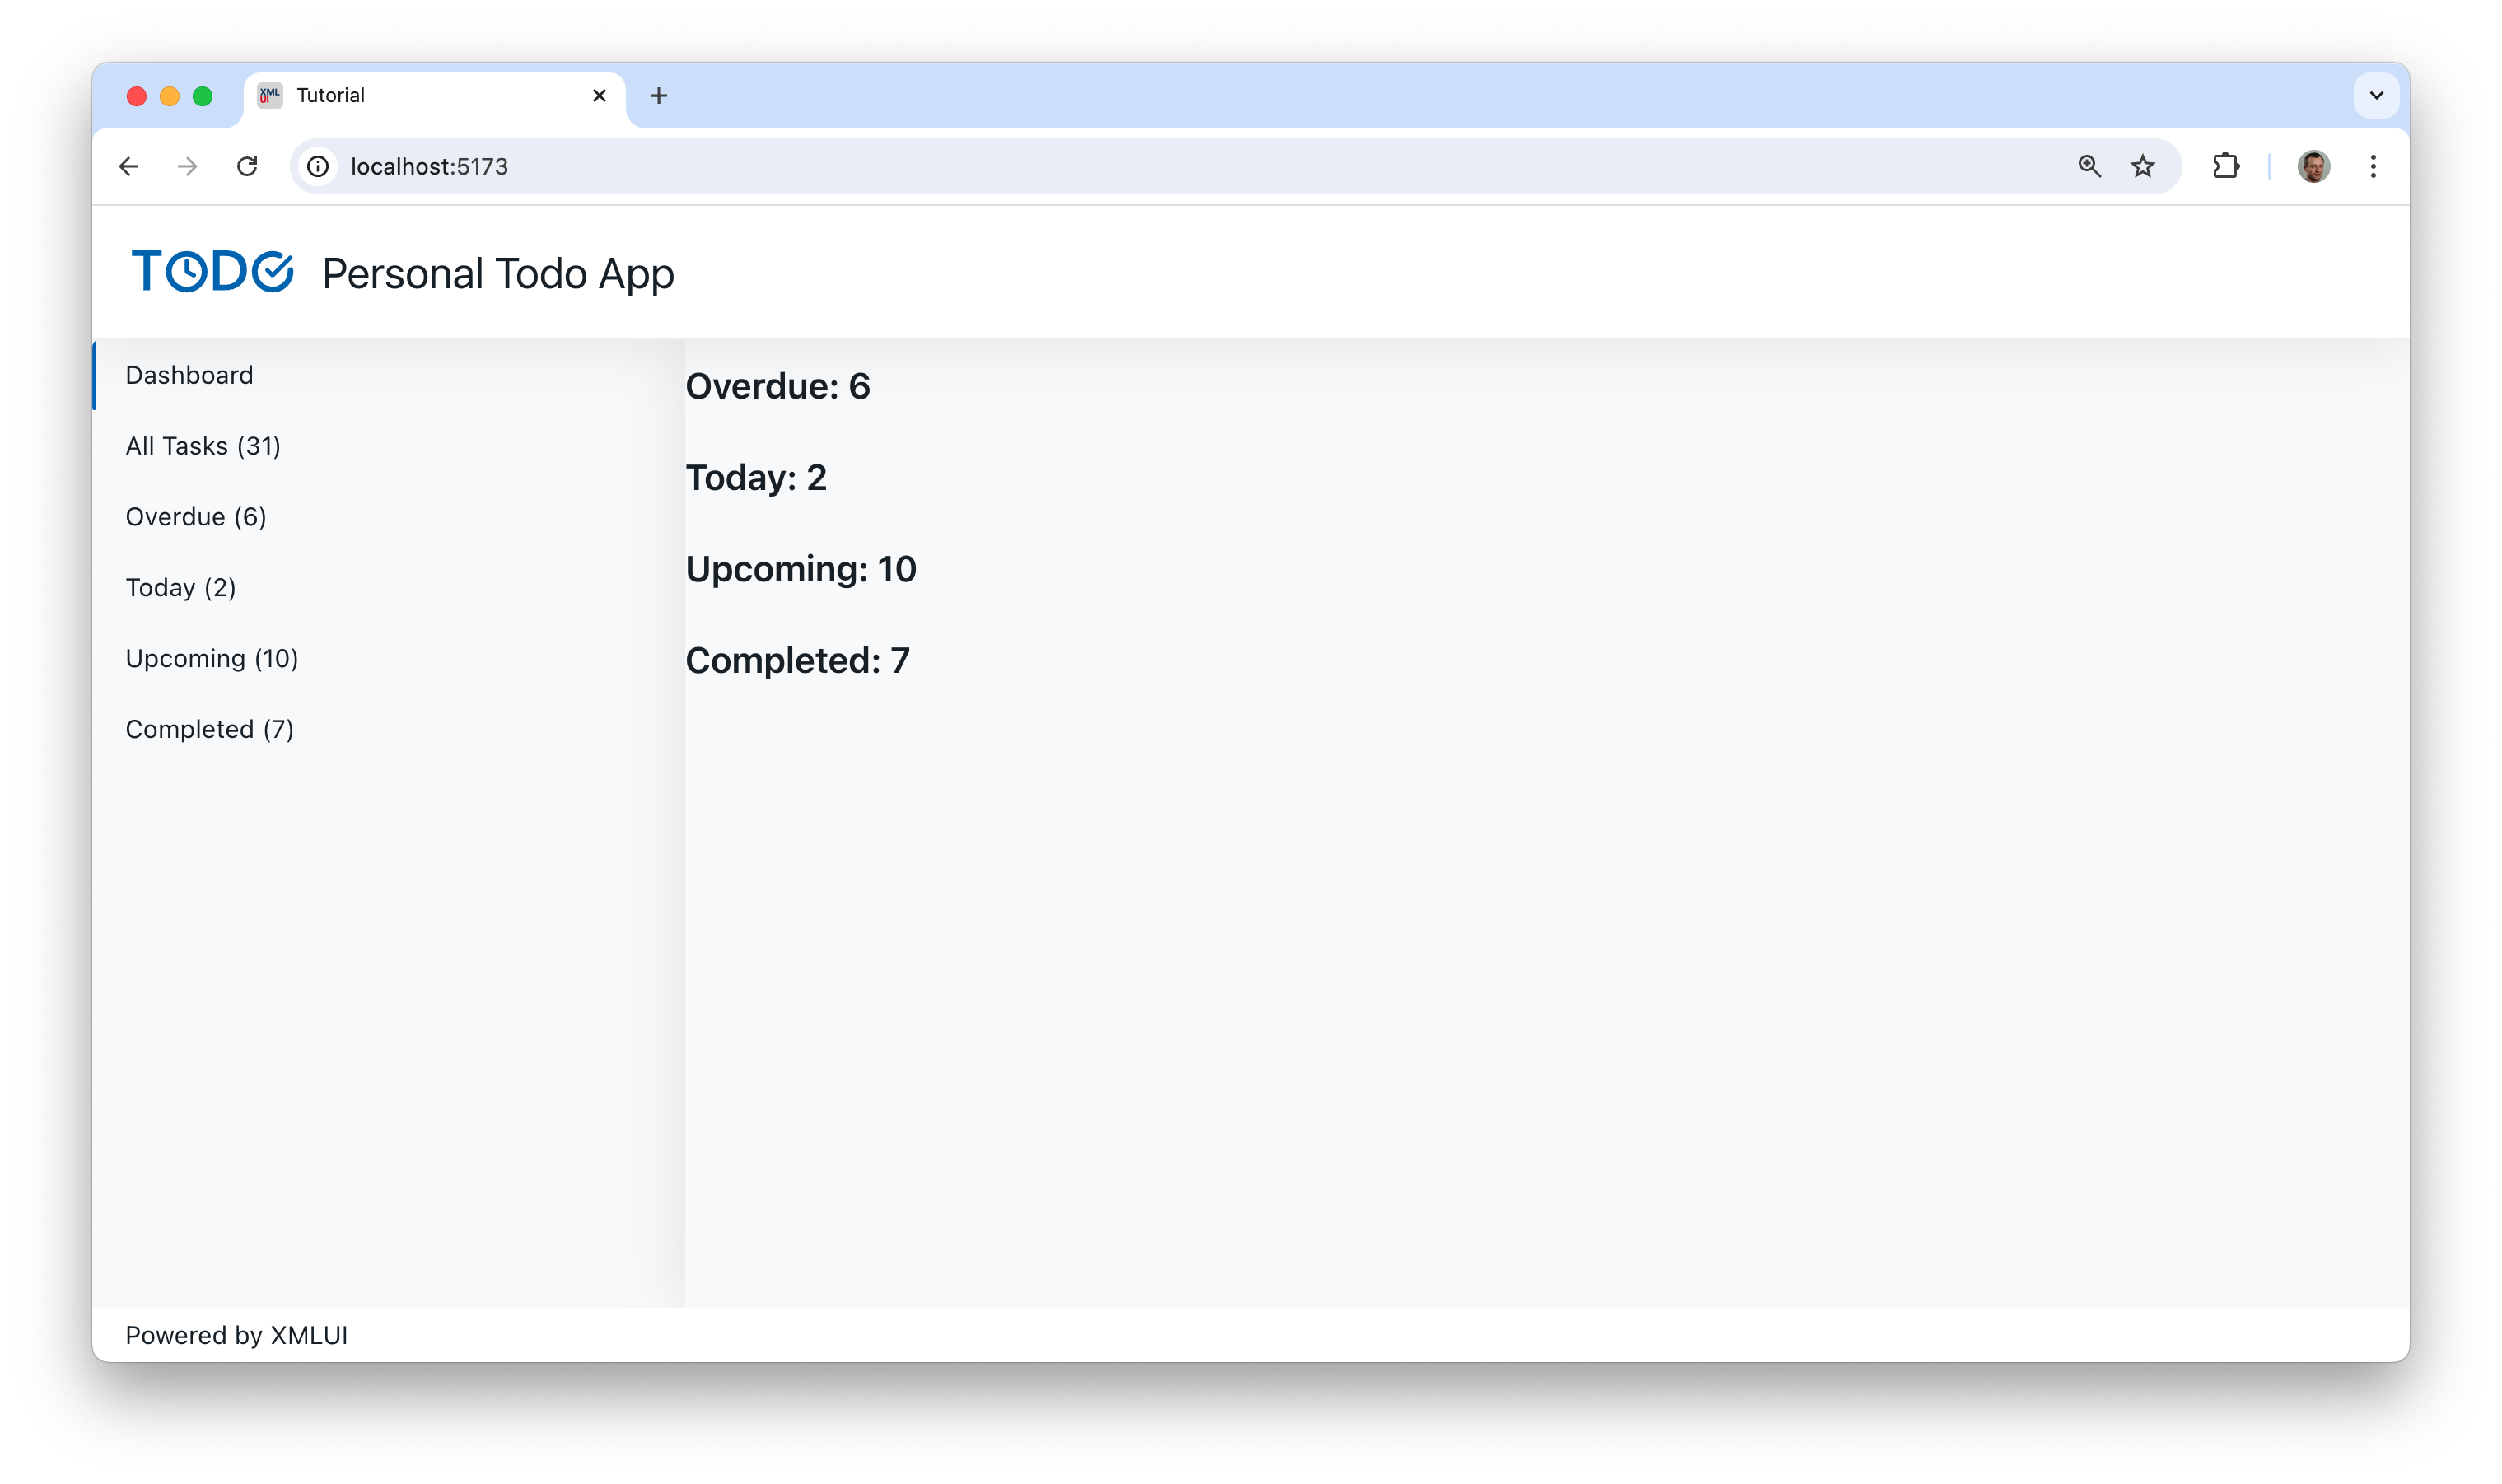 XML
UI
Tutorial
localhost:5173
TODO Personal Todo App
Dashboard
All Tasks (31)
Overdue (6)
Today (2)
Upcoming (10)
Completed (7)
Overdue: 6
Today: 2
Upcoming: 10
Completed: 7
Powered by XMLUI